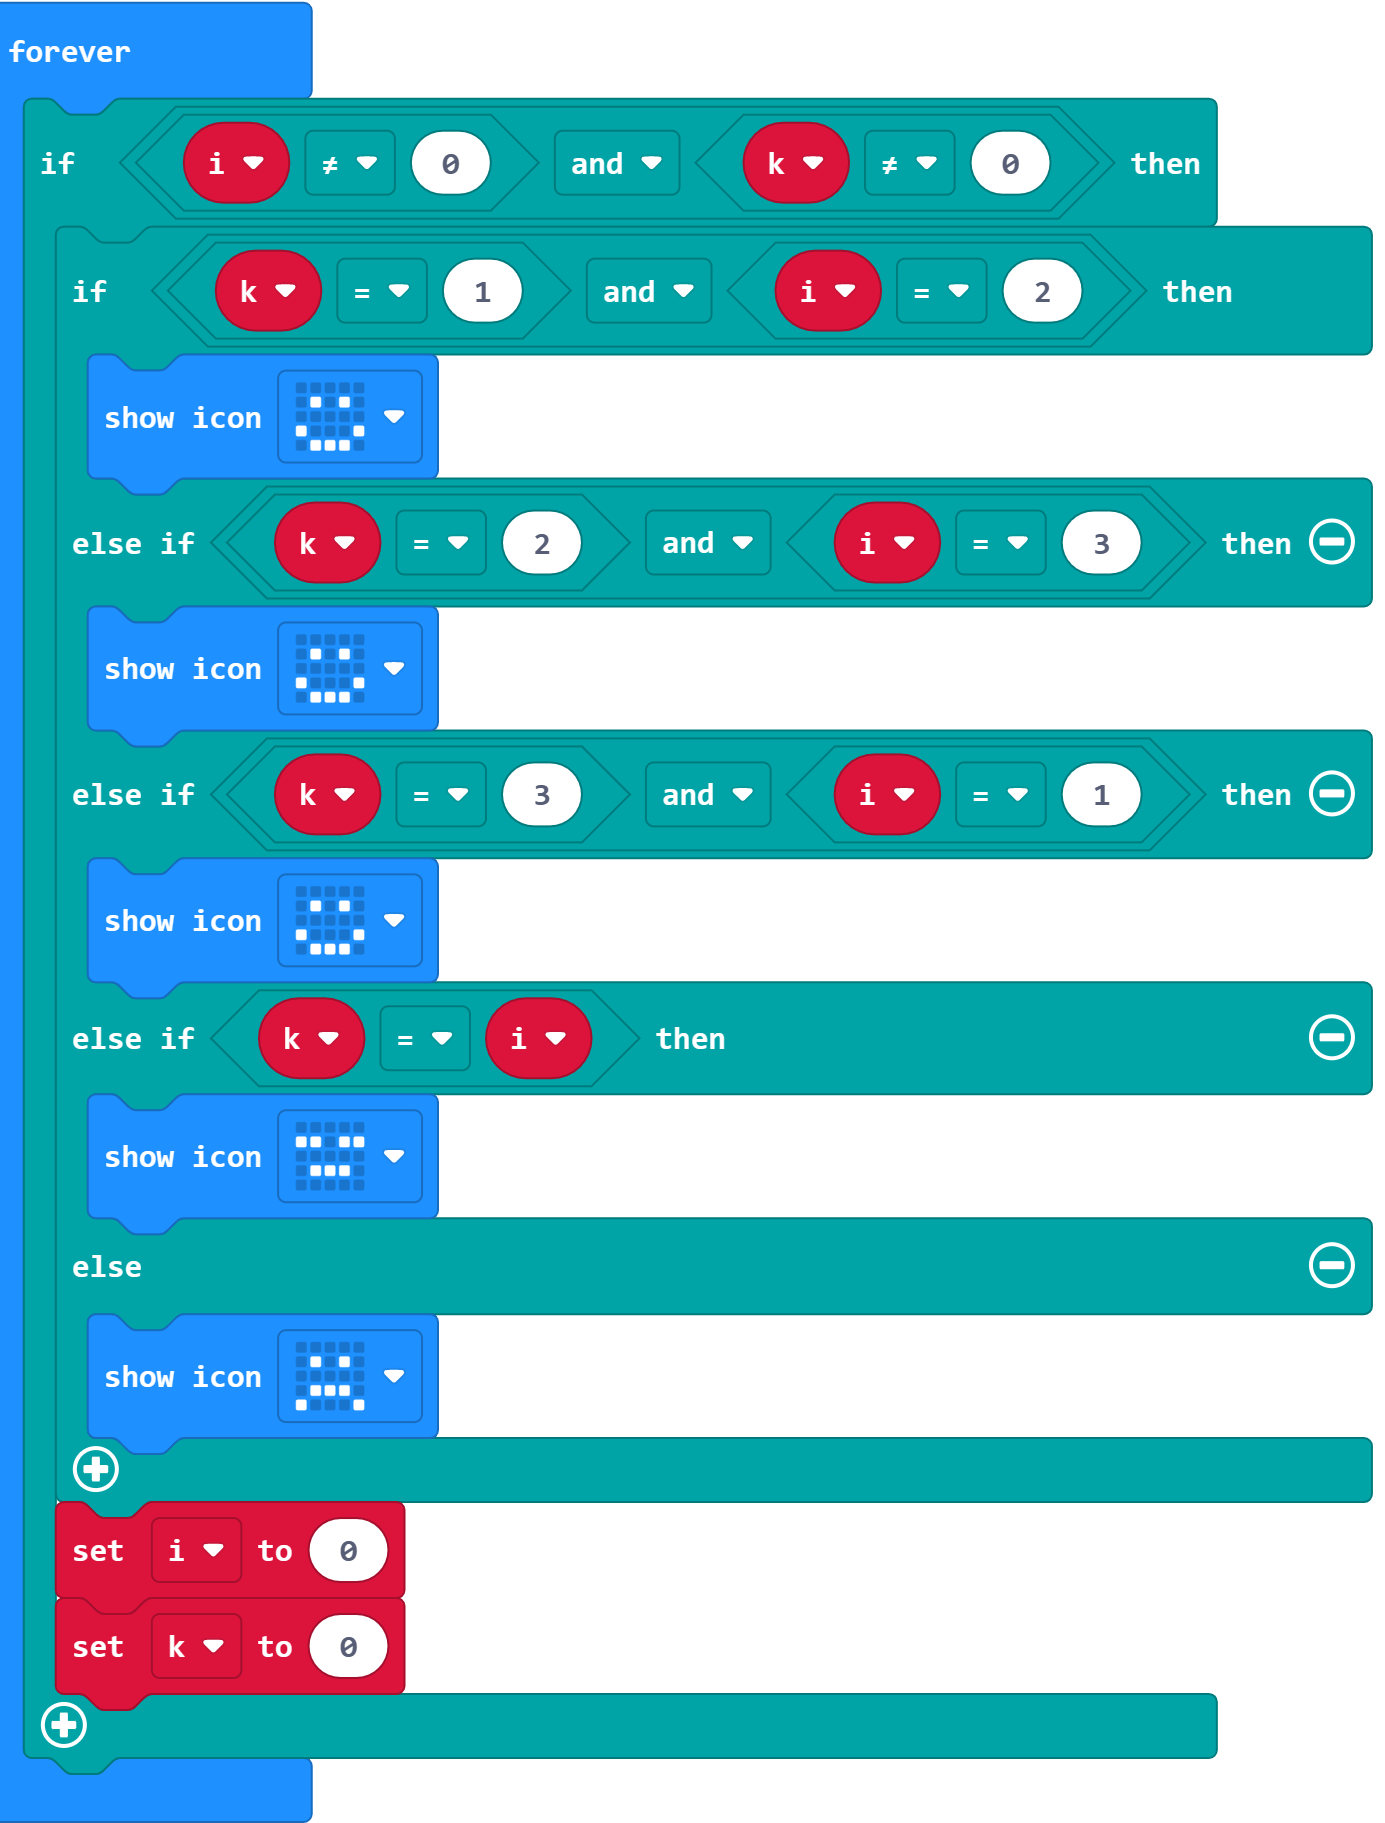 forever
if i ≠ 0 and k ≠ 0 then
if k = 1 and i = 2 then
show icon
else if k = 2 and i = 3 then
show icon
else if k = 3 and i = 1 then
show icon
else if k = i then
show icon
else
show icon
set i to 0
set k to 0